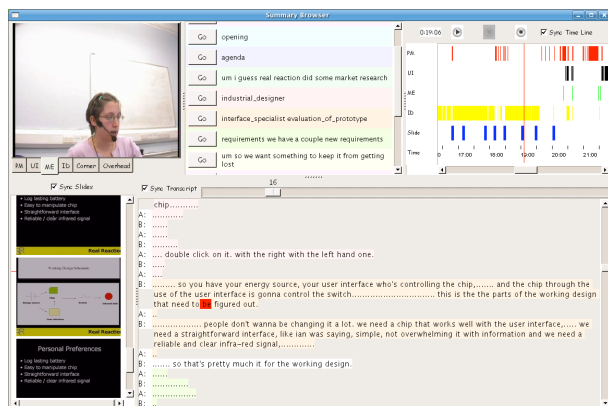 Summary Browser
Go opening
Go agenda
Go um i guess real reaction did some market research
Go industrial_designer
Go interface_specialist evaluation_of_prototype
Go requirements we have a couple new requirements
Go um so we want something to keep it from getting lost
PM UI ME ID Corner Overhead
0:19:06
Sync Time Line
PM
UI
ME
ID
Slide
Time
17:00 18:00 19:00 20:00 21:00
Sync Slides
Sync Transcript
16
• Log lasting battery
• Easy to manipulate chip
• Straightforward interface
• Reliable / clear infrared signal
Real Reaction
Working Design Schematic
Real Reaction
Personal Preferences
• Log lasting battery
• Easy to manipulate chip
• Straightforward interface
• Reliable / clear infrared signal
chip............
A: ............
B: ......
A: ......
B: ..........
A: .... double click on it. with the right with the left hand one.
B: ....
A: ....
B: ......... so you have your energy source, your user interface who's controlling the chip,....... and the chip through the
use of the user interface is gonna control the switch........................... this is the the parts of the working design
that need to be figured out.
A: ..
B: ................... people don't wanna be changing it a lot. we need a chip that works well with the user interface,..... we
need a straightforward interface, like ian was saying, simple, not overwhelming it with information and we need a
reliable and clear infra-red signal,.............
A: ..
B: ....... so that's pretty much it for the working design.
A: .......
B: ..............
A: .................
B: ..